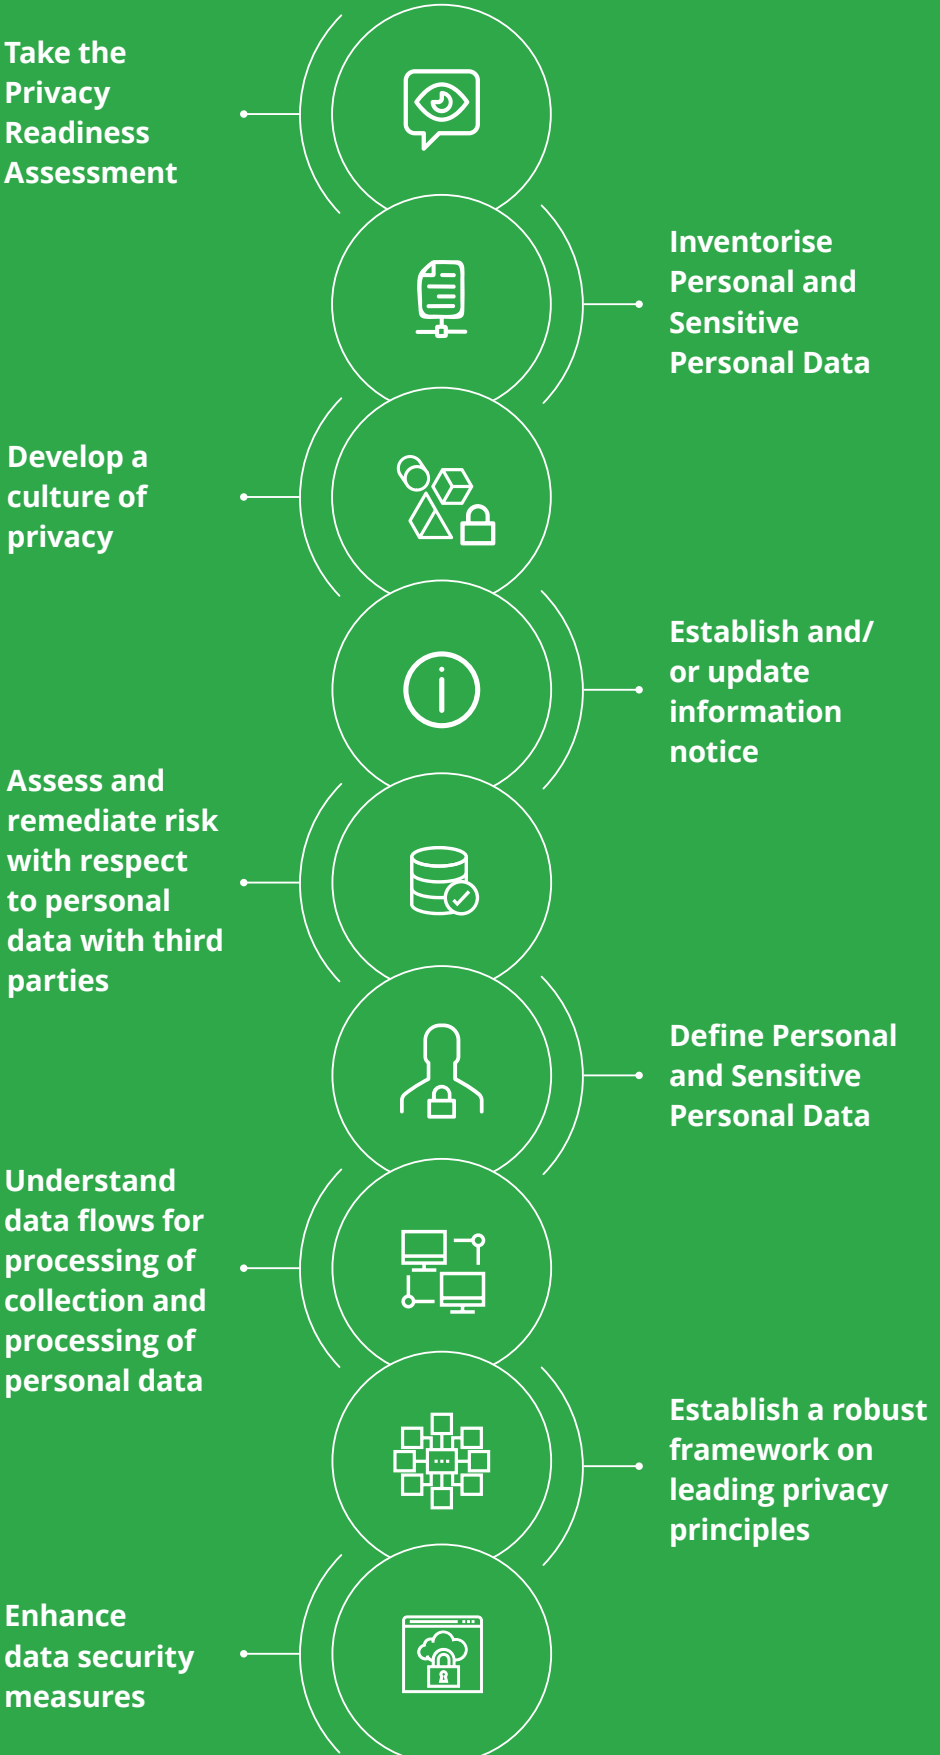 Take the
Privacy
Readiness
Assessment
Inventorise
Personal and
Sensitive
Personal Data
Develop a
culture of
privacy
Establish and/
or update
information
notice
Assess and
remediate risk
with respect
to personal
data with third
parties
Define Personal
and Sensitive
Personal Data
Understand
data flows for
processing of
collection and
processing of
personal data
Establish a robust
framework on
leading privacy
principles
Enhance
data security
measures